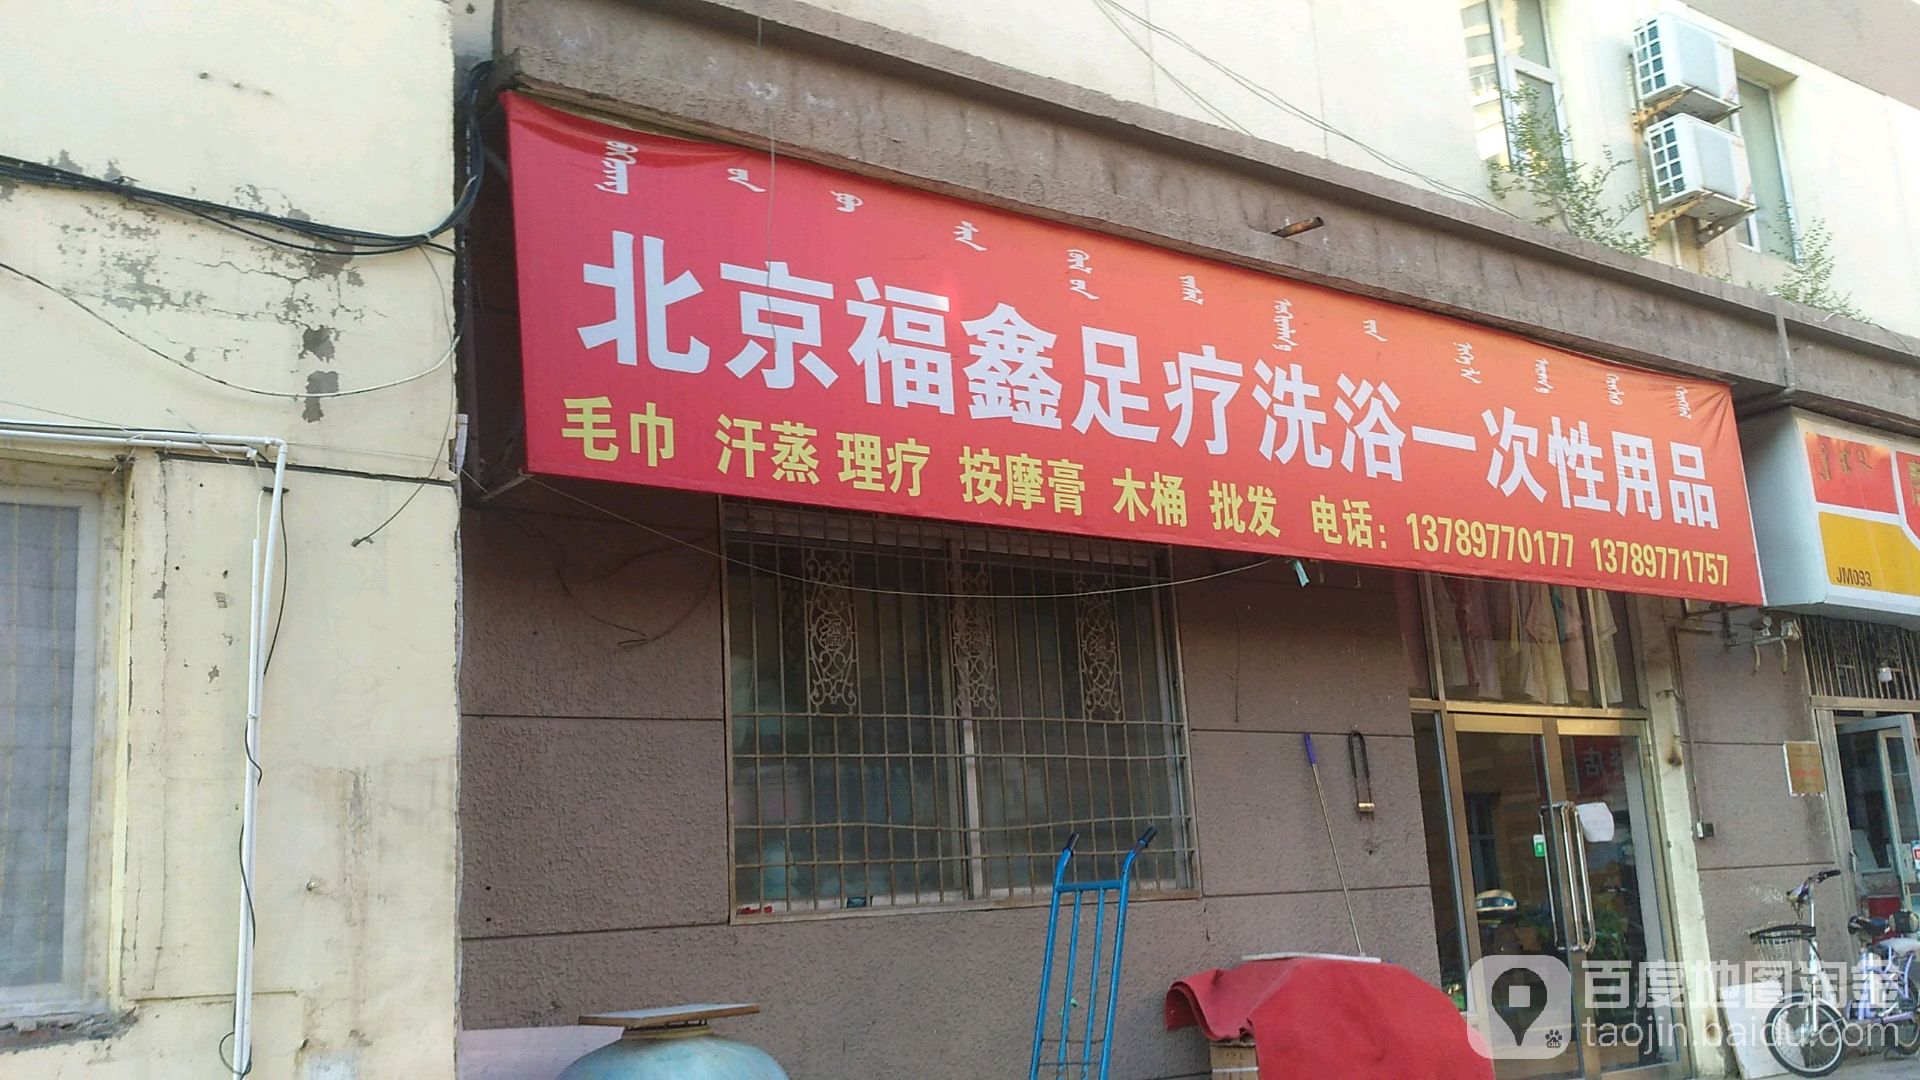 北京福鑫足疗洗浴一次性用品
毛巾 汗蒸 理疗 按摩膏 木桶 批发 电话：13789770177 13789771757
JM093
百度地图淘金
taojin.baidu.com